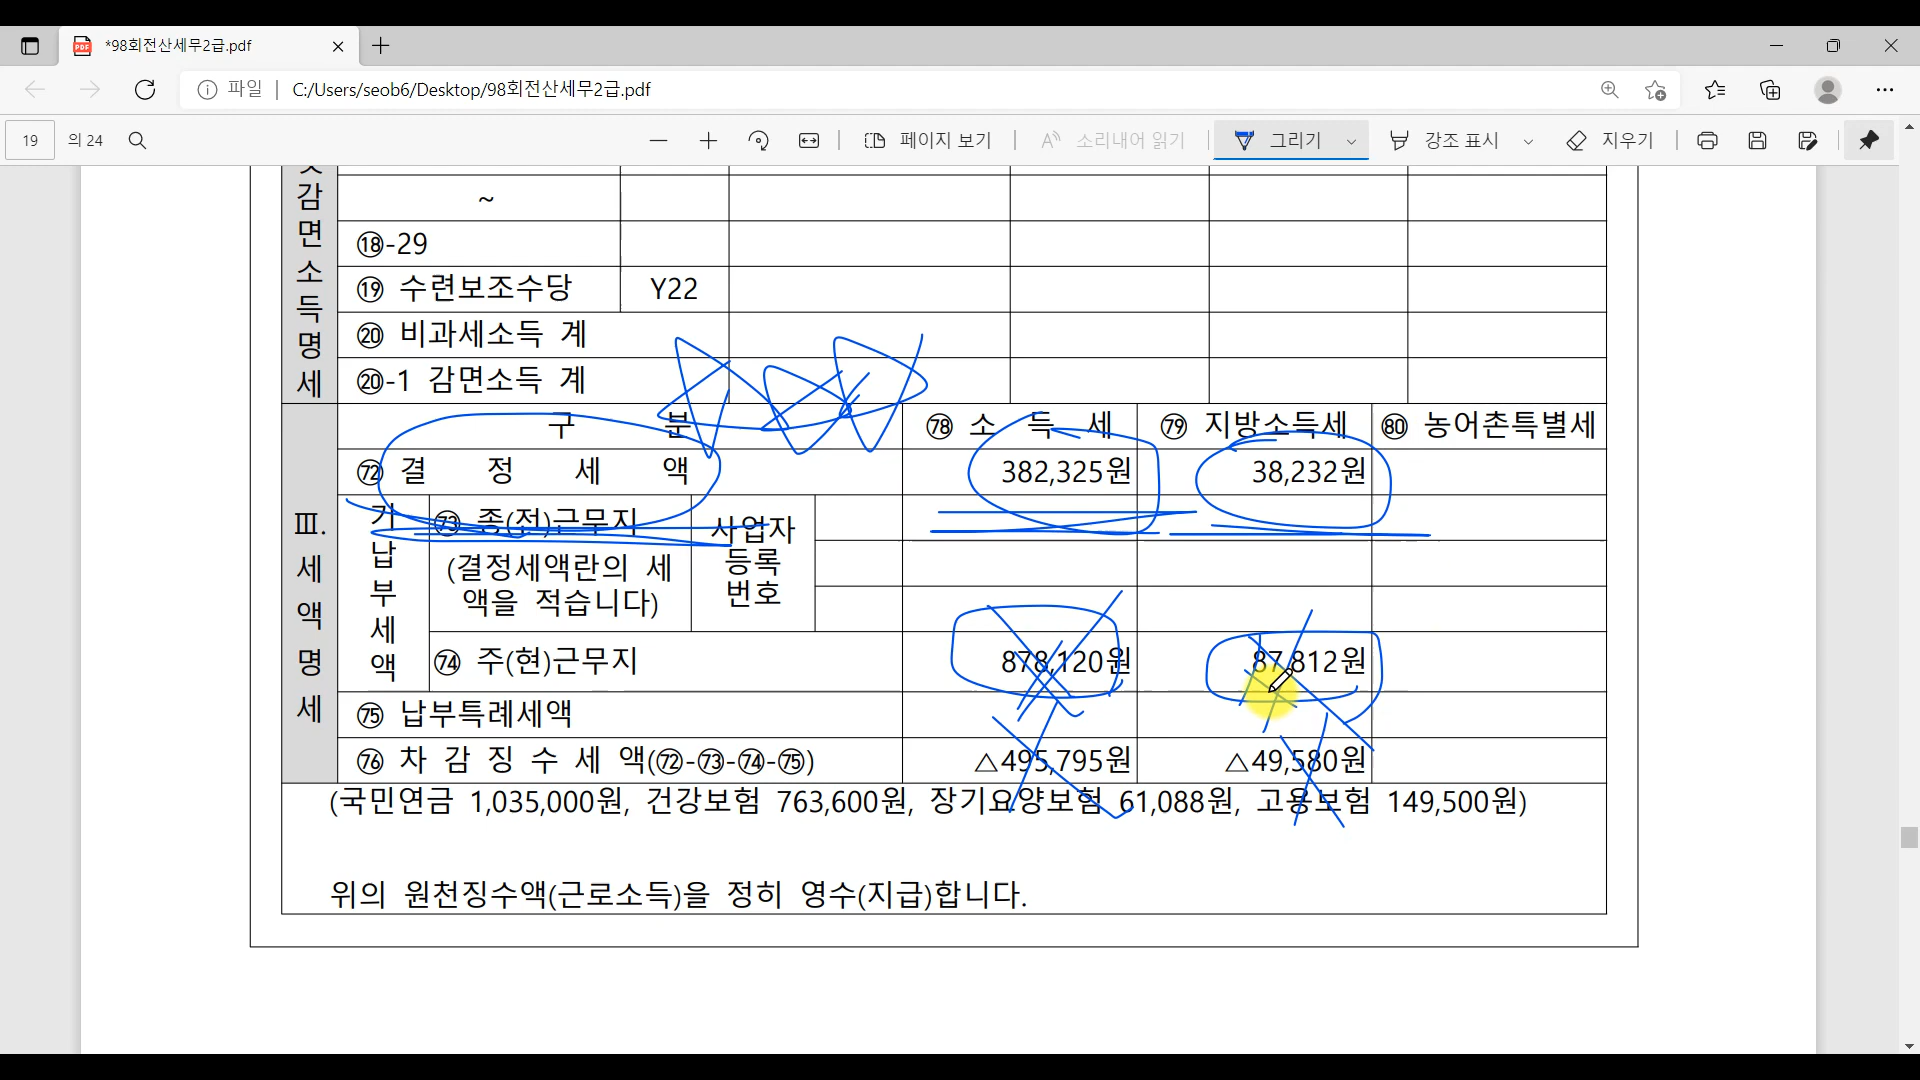 *98회전산세무2급.pdf
파일 C:/Users/seob6/Desktop/98회전산세무2급.pdf
19 의 24 페이지 보기 소리내어 읽기 그리기 강조 표시 지우기
감면소득명세
~
⑱-29
⑲ 수련보조수당 Y22
⑳ 비과세소득 계
⑳-1 감면소득 계
구 분 ㊆ 소 득 세 지방소득세 농어촌특별세
결 정 세 액 382,325원 38,232원
Ⅲ. 세액명세
기납부세액
종(전)근무지
(결정세액란의 세
액을 적습니다)
사업자
등록
번호
주(현)근무지 878,120원 87,812원
납부특례세액
차 감 징 수 세 액 △495,795원 △49,580원
(국민연금 1,035,000원, 건강보험 763,600원, 장기요양보험 61,088원, 고용보험 149,500원)
위의 원천징수액(근로소득)을 정히 영수(지급)합니다.